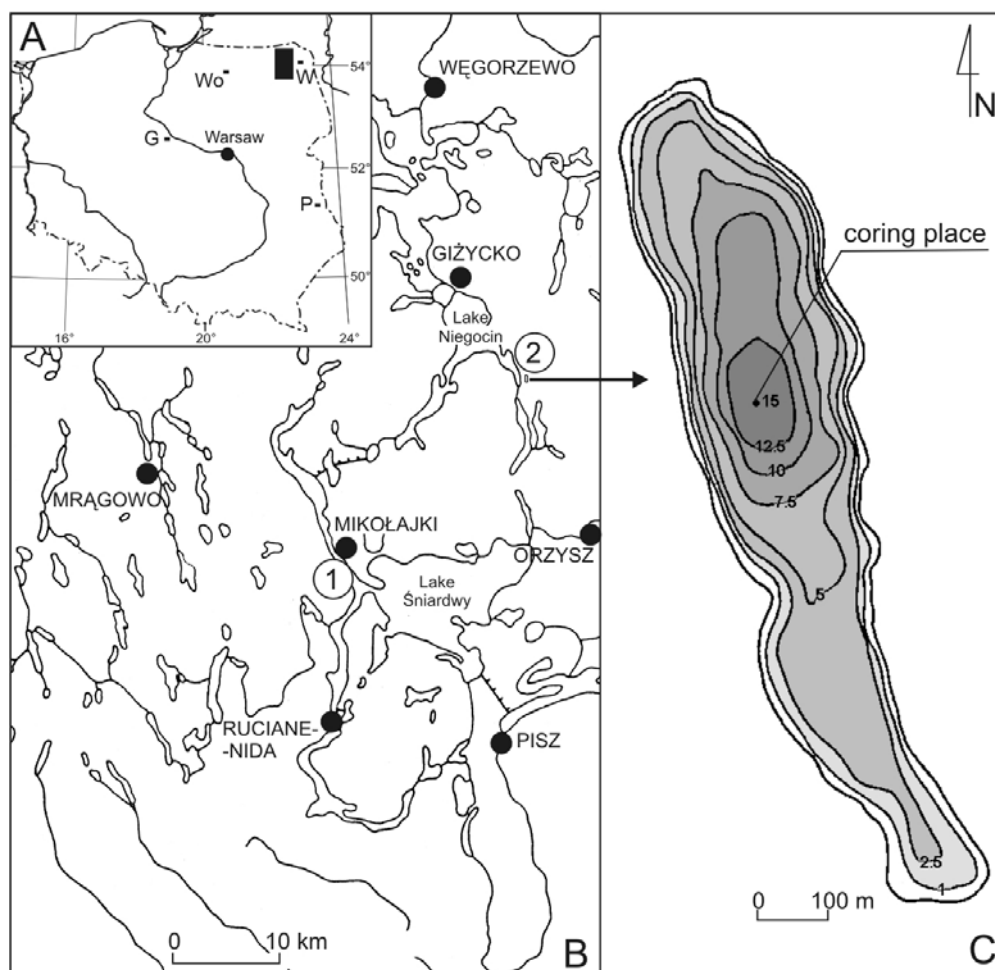 A
Wo
W
54°
G
Warsaw
52°
P
50°
16°
20°
24°
WĘGORZEWO
GIŻYCKO
Lake
Niegocin
2
MRĄGOWO
MIKOŁAJKI
ORZYSZ
1
Lake
Śniardwy
RUCIANE-
-NIDA
PISZ
0 10 km
B
N
coring place
15
12.5
10
7.5
5
2.5
1
0 100 m
C